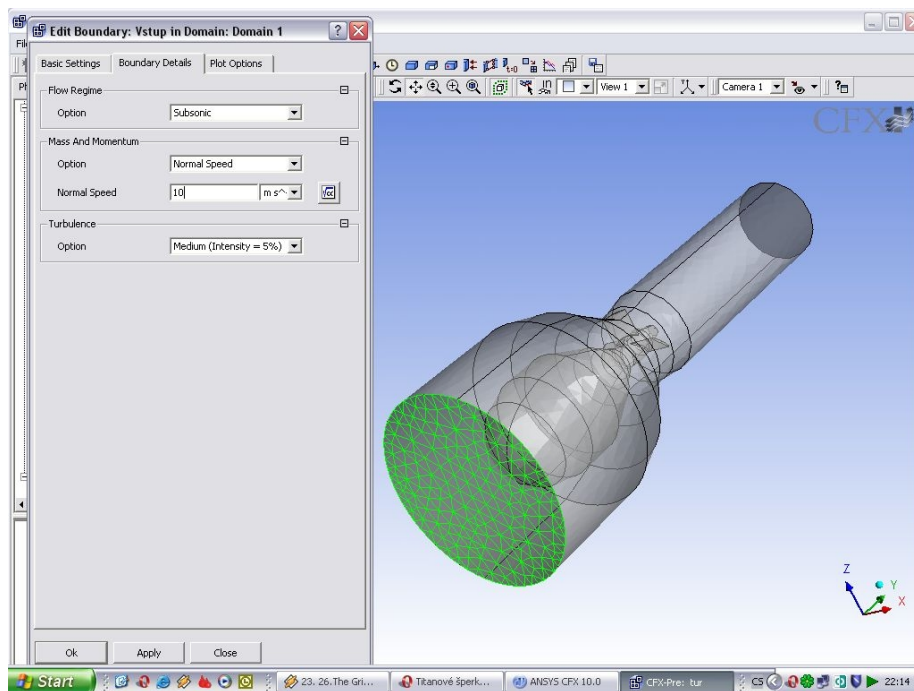 Edit Boundary: Vstup in Domain: Domain 1
Basic Settings
Boundary Details
Plot Options
Flow Regime
Option
Subsonic
Mass And Momentum
Option
Normal Speed
Normal Speed
10
m s^-
Turbulence
Option
Medium (Intensity = 5%)
Ok
Apply
Close
View 1
Camera 1
CFX
Z
Y
X
Start
23. 26.The Gri...
Titanové šperk...
ANSYS CFX 10.0
CFX-Pre: tur
CS
22:14